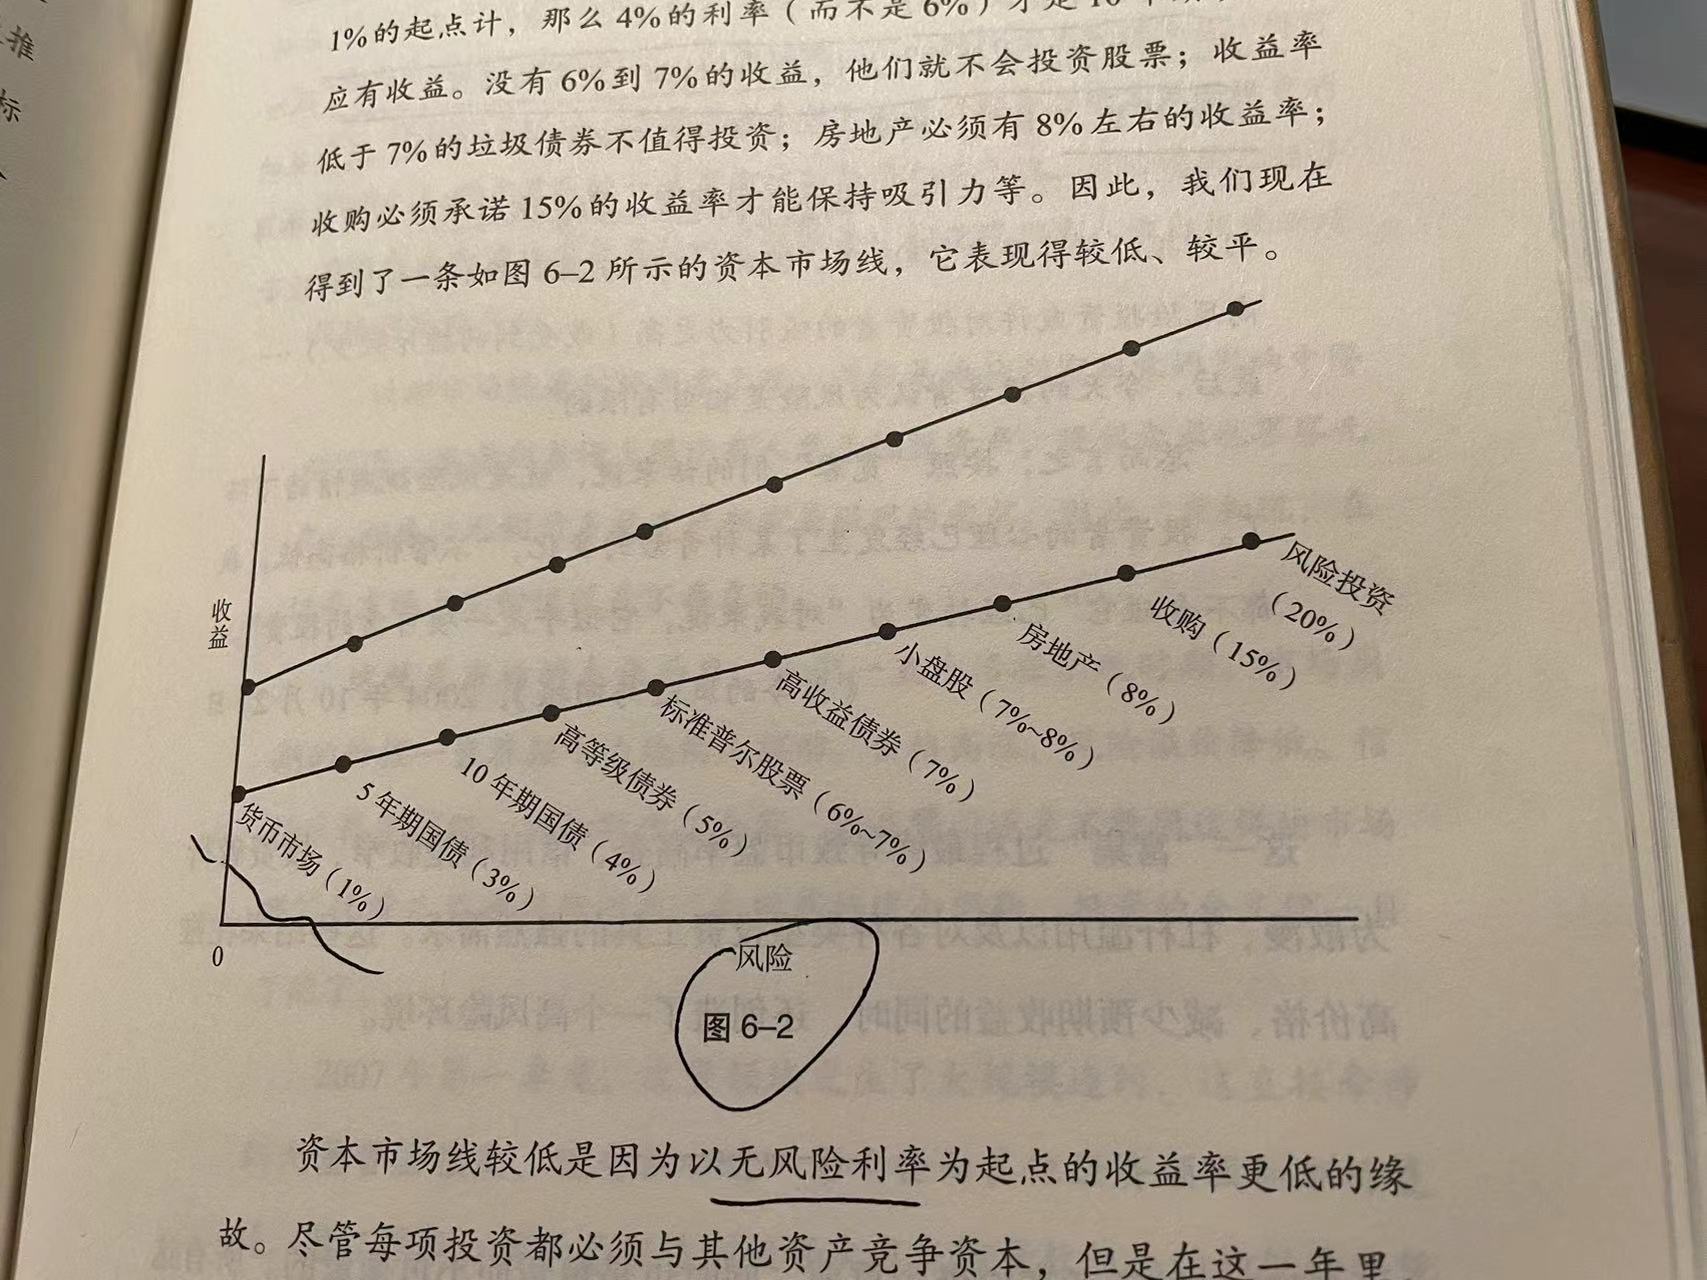 推
标
1%的起点计，那么4%的利率（而不是6%）才是10年期
应有收益。没有6%到7%的收益，他们就不会投资股票；收益率
低于7%的垃圾债券不值得投资；房地产必须有8%左右的收益率；
收购必须承诺15%的收益率才能保持吸引力等。因此，我们现在
得到了一条如图6–2所示的资本市场线，它表现得较低、较平。
收益
货币市场（1%）
5年期国债（3%）
10年期国债（4%）
高等级债券（5%）
标准普尔股票（6%~7%）
高收益债券（7%）
小盘股（7%~8%）
房地产（8%）
收购（15%）
风险投资
（20%）
0
风险
图6–2
资本市场线较低是因为以无风险利率为起点的收益率更低的缘
故。尽管每项投资都必须与其他资产竞争资本，但是在这一年里